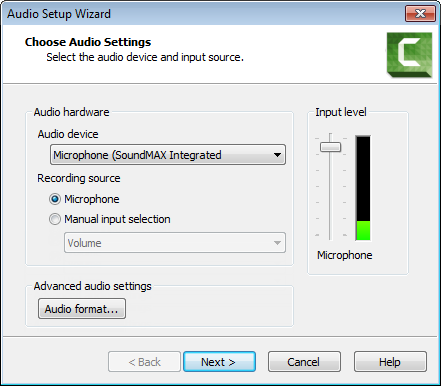 Audio Setup Wizard
Choose Audio Settings
Select the audio device and input source.
Audio hardware
Audio device
Microphone (SoundMAX Integrated
Recording source
Microphone
Manual input selection
Volume
Input level
Microphone
Advanced audio settings
Audio format...
< Back
Next >
Cancel
Help